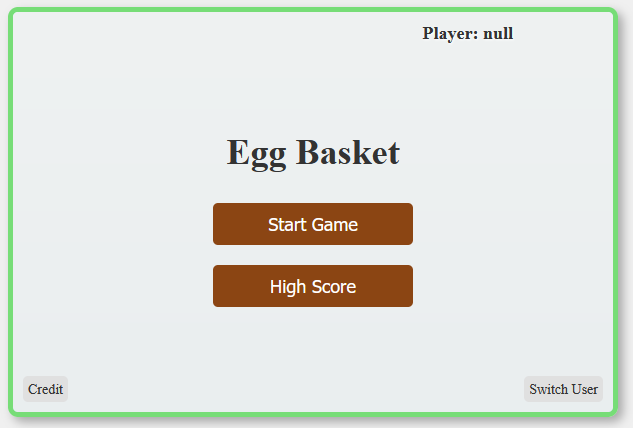 Player: null
Egg Basket
Start Game
High Score
Credit
Switch User